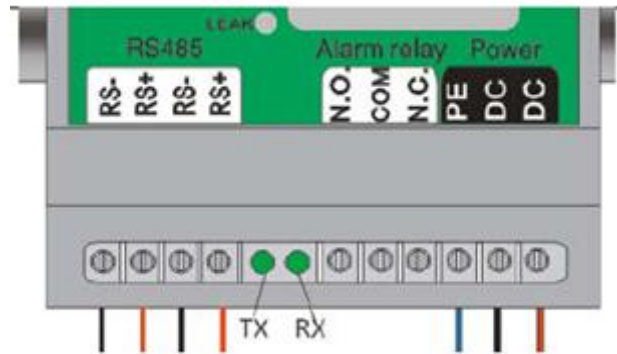 LEAK
RS485 Alarm relay Power
RS- RS+ RS- RS+ N.O. COM N.C. PE DC DC
TX RX